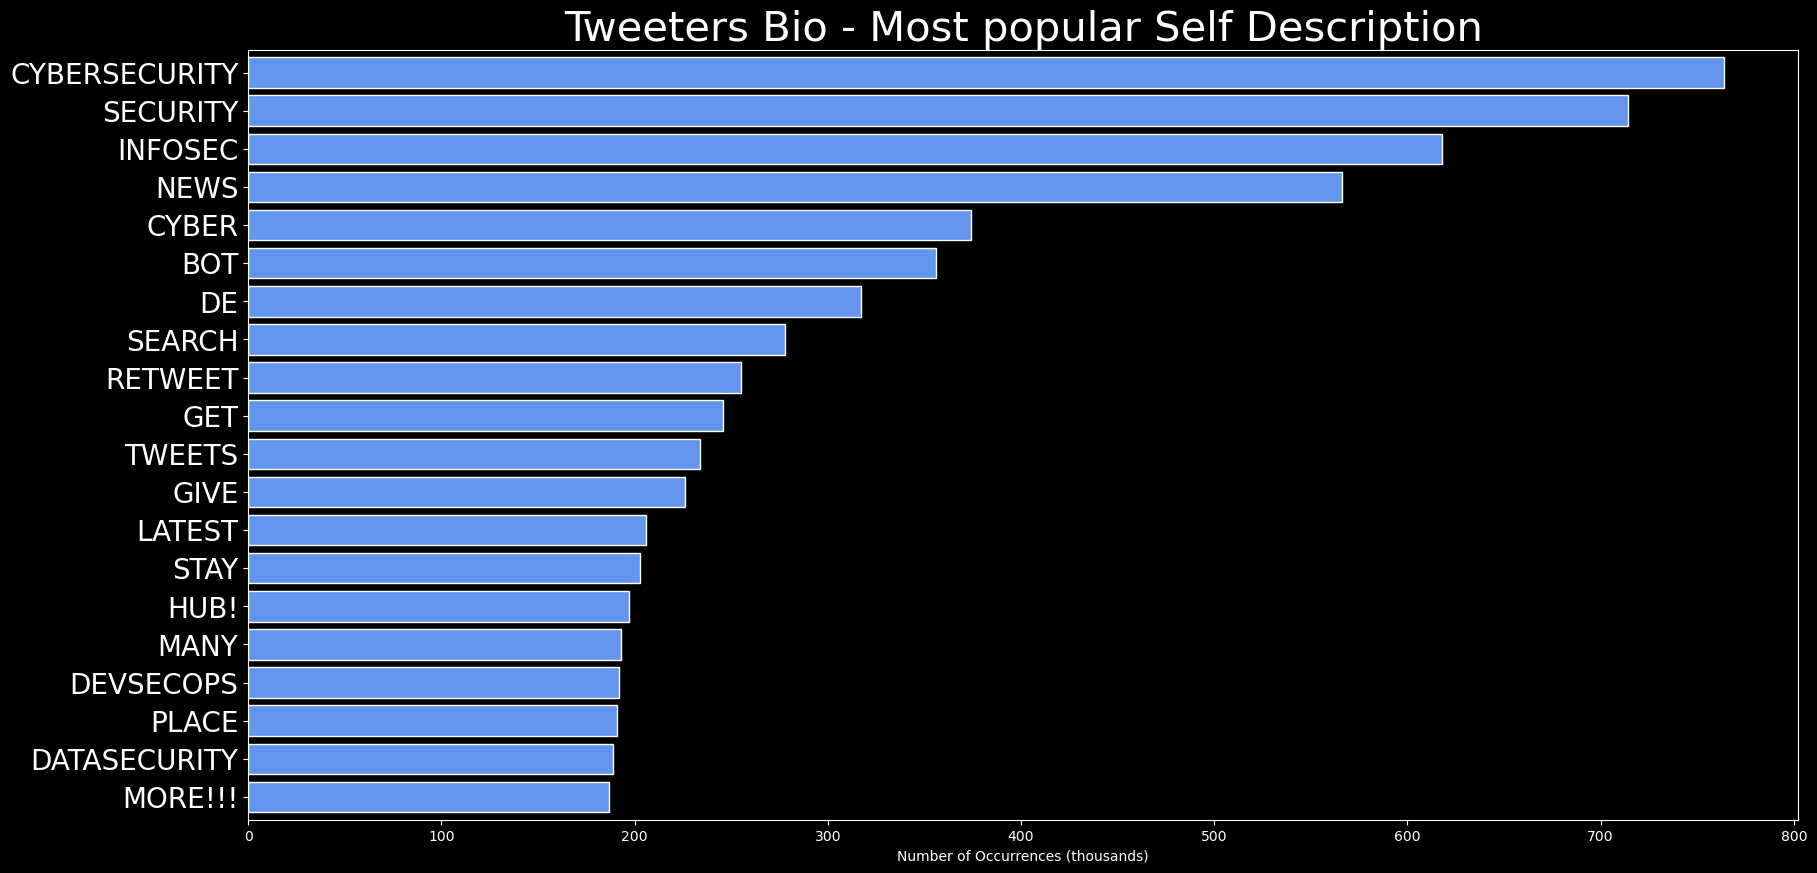 Tweeters Bio - Most popular Self Description
CYBERSECURITY
SECURITY
INFOSEC
NEWS
CYBER
BOT
DE
SEARCH
RETWEET
GET
TWEETS
GIVE
LATEST
STAY
HUB!
MANY
DEVSECOPS
PLACE
DATASECURITY
MORE!!!
0 100 200 300 400 500 600 700 800
Number of Occurrences (thousands)